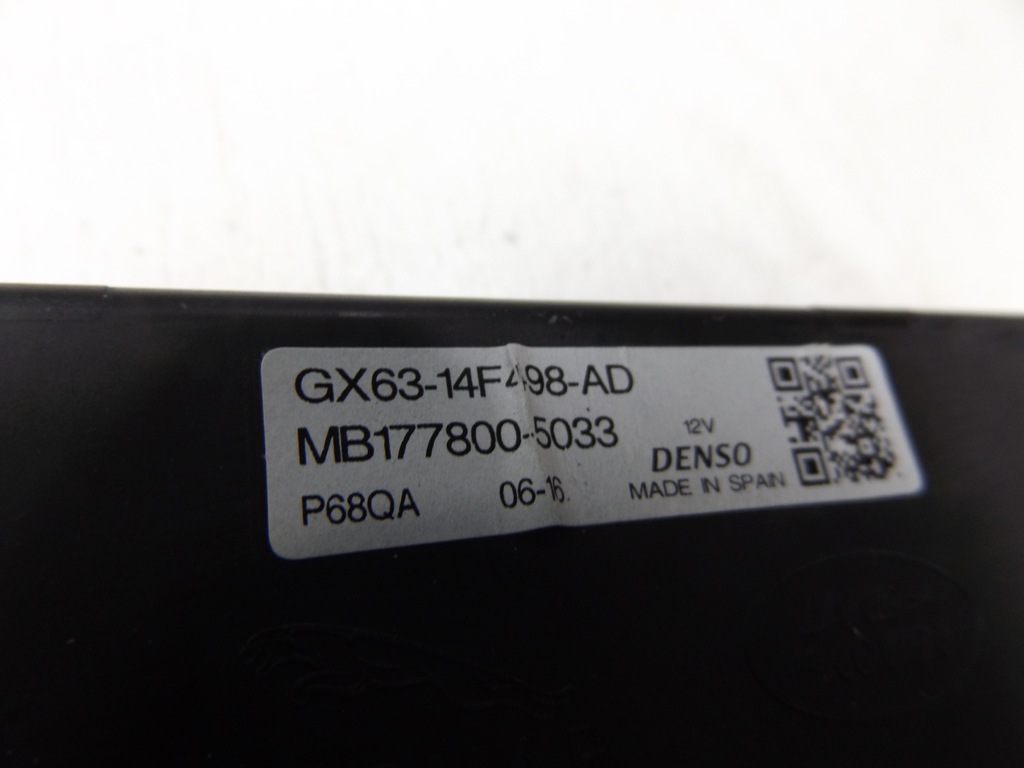 GX63-14F498-AD
MB177800-5033
12V
DENSO
P68QA 06-16.
MADE IN SPAIN